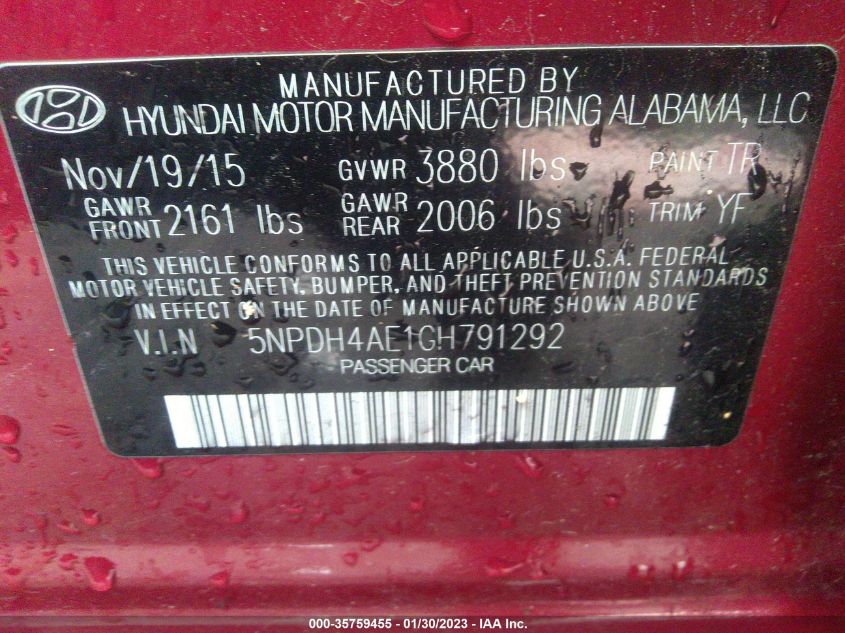 MANUFACTURED BY
HYUNDAI MOTOR MANUFACTURING ALABAMA, LLC
Nov/19/15 GVWR 3880 lbs PAINT TR
GAWR FRONT 2161 lbs GAWR REAR 2006 lbs TRIM YF
THIS VEHICLE CONFORMS TO ALL APPLICABLE U.S.A. FEDERAL
MOTOR VEHICLE SAFETY, BUMPER, AND THEFT PREVENTION STANDARDS
IN EFFECT ON THE DATE OF MANUFACTURE SHOWN ABOVE
V.I.N 5NPDH4AE1GH791292
PASSENGER CAR
000-35759455 - 01/30/2023 - IAA Inc.